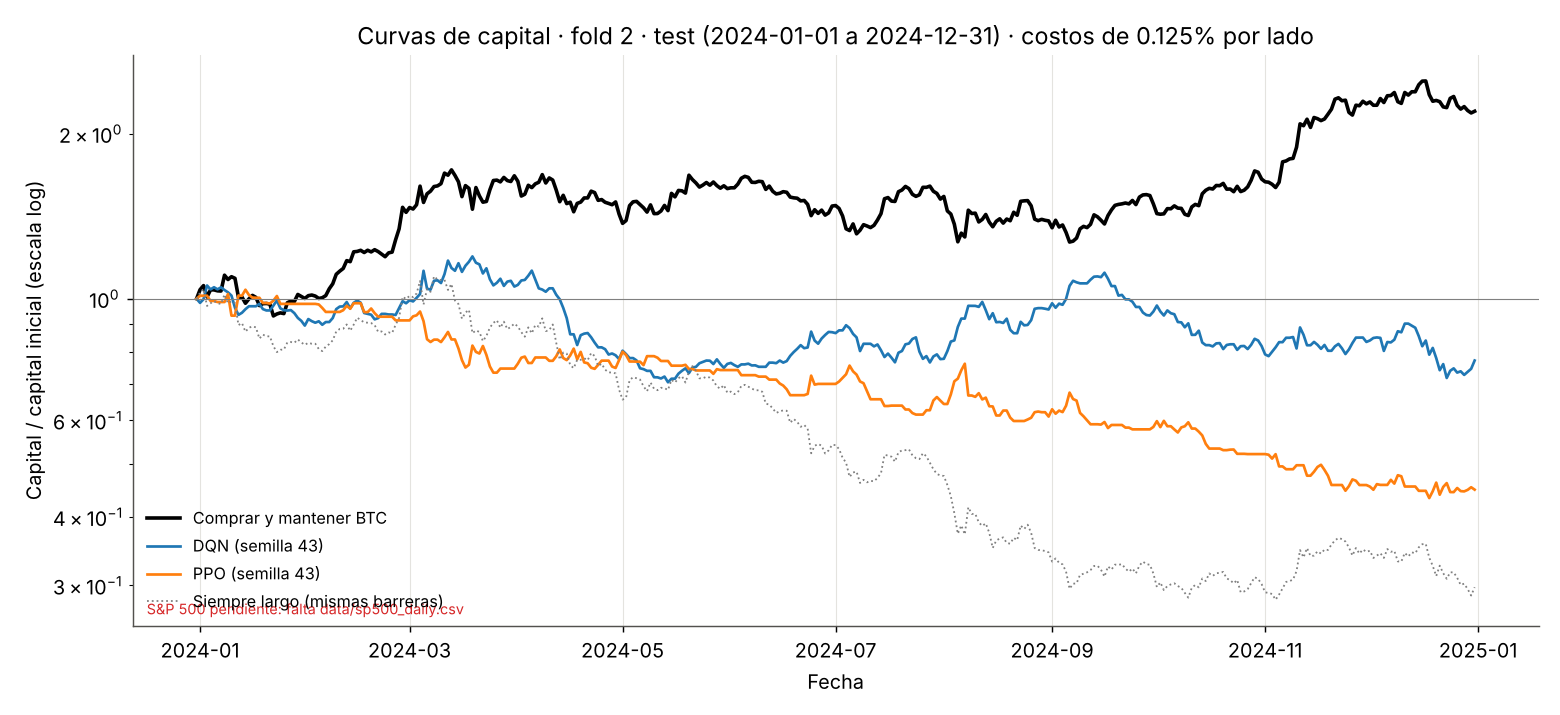 Curvas de capital · fold 2 · test (2024-01-01 a 2024-12-31) · costos de 0.125% por lado
Capital / capital inicial (escala log)
2 × 10⁰
10⁰
6 × 10⁻¹
4 × 10⁻¹
3 × 10⁻¹
Comprar y mantener BTC
DQN (semilla 43)
PPO (semilla 43)
Siempre largo (mismas barreras)
S&P 500 pendiente: falta data/sp500_daily.csv
2024-01
2024-03
2024-05
2024-07
2024-09
2024-11
2025-01
Fecha